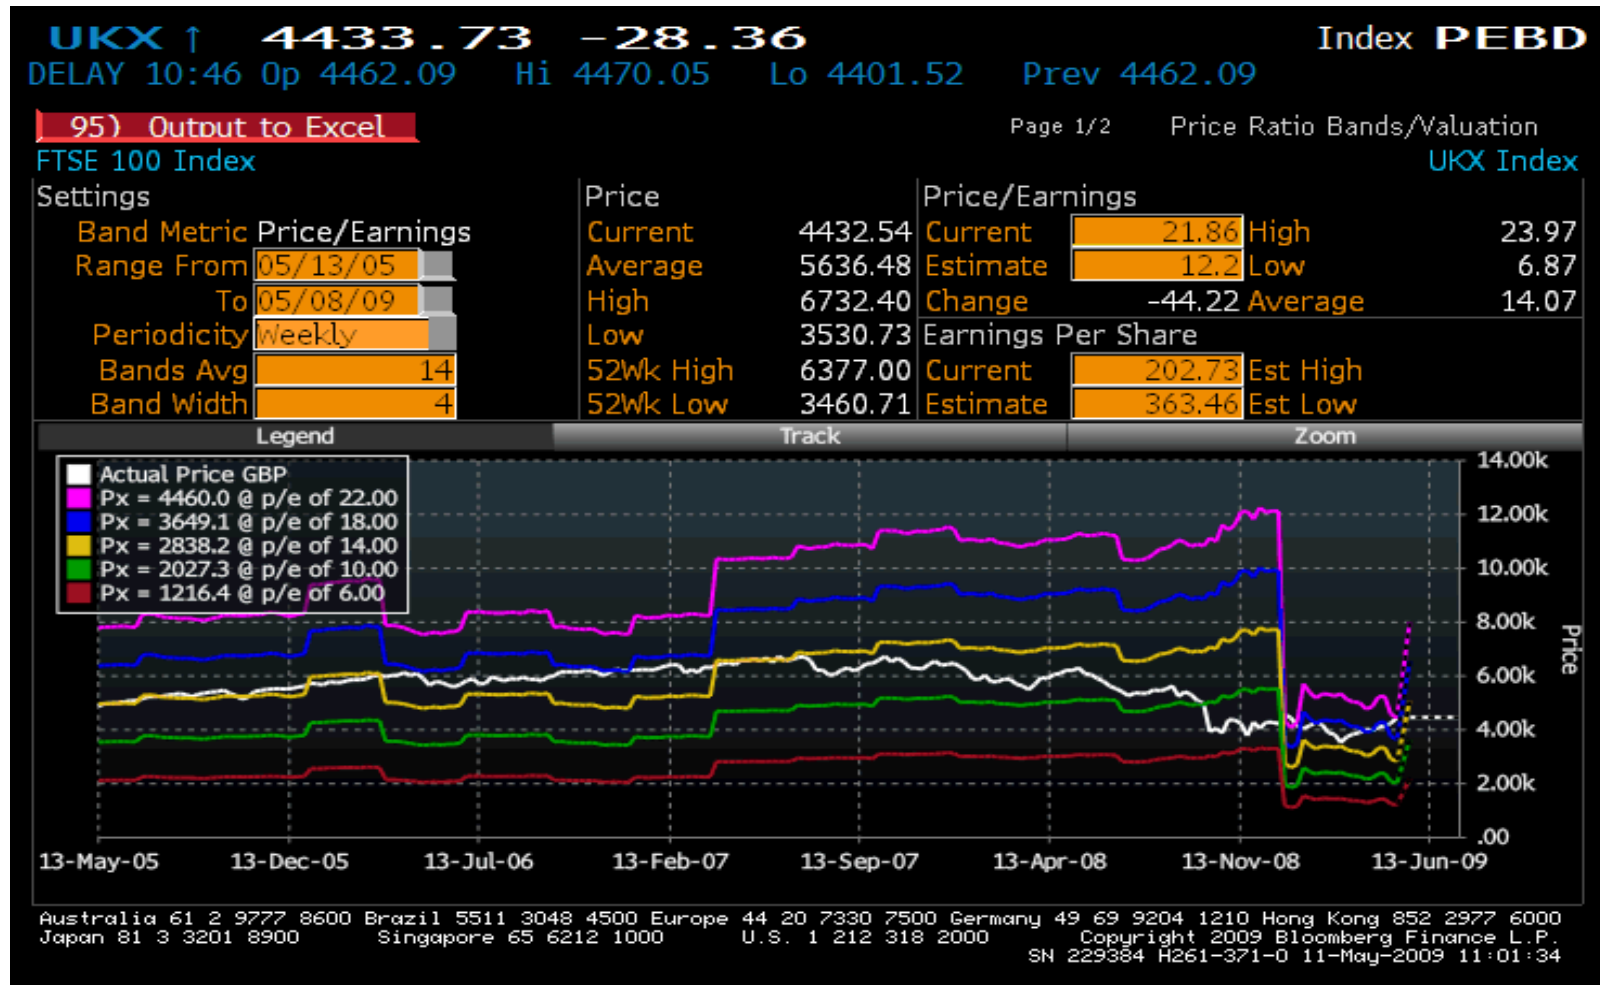 UKX ↑ 4433.73 -28.36 Index PEBD
DELAY 10:46 Op 4462.09 Hi 4470.05 Lo 4401.52 Prev 4462.09
95) Output to Excel Page 1/2 Price Ratio Bands/Valuation
FTSE 100 Index UKX Index
Settings Price Price/Earnings
Band Metric Price/Earnings Current 4432.54 Current 21.86 High 23.97
Range From 05/13/05 Average 5636.48 Estimate 12.2 Low 6.87
To 05/08/09 High 6732.40 Change -44.22 Average 14.07
Periodicity Weekly Low 3530.73 Earnings Per Share
Bands Avg 14 52Wk High 6377.00 Current 202.73 Est High
Band Width 4 52Wk Low 3460.71 Estimate 363.46 Est Low
Legend Track Zoom
Actual Price GBP
Px = 4460.0 @ p/e of 22.00
Px = 3649.1 @ p/e of 18.00
Px = 2838.2 @ p/e of 14.00
Px = 2027.3 @ p/e of 10.00
Px = 1216.4 @ p/e of 6.00
14.00k
12.00k
10.00k
8.00k
6.00k
4.00k
2.00k
.00
Price
13-May-05 13-Dec-05 13-Jul-06 13-Feb-07 13-Sep-07 13-Apr-08 13-Nov-08 13-Jun-09
Australia 61 2 9777 8600 Brazil 5511 3048 4500 Europe 44 20 7330 7500 Germany 49 69 9204 1210 Hong Kong 852 2977 6000
Japan 81 3 3201 8900 Singapore 65 6212 1000 U.S. 1 212 318 2000 Copyright 2009 Bloomberg Finance L.P.
SN 229384 H261-371-0 11-May-2009 11:01:34